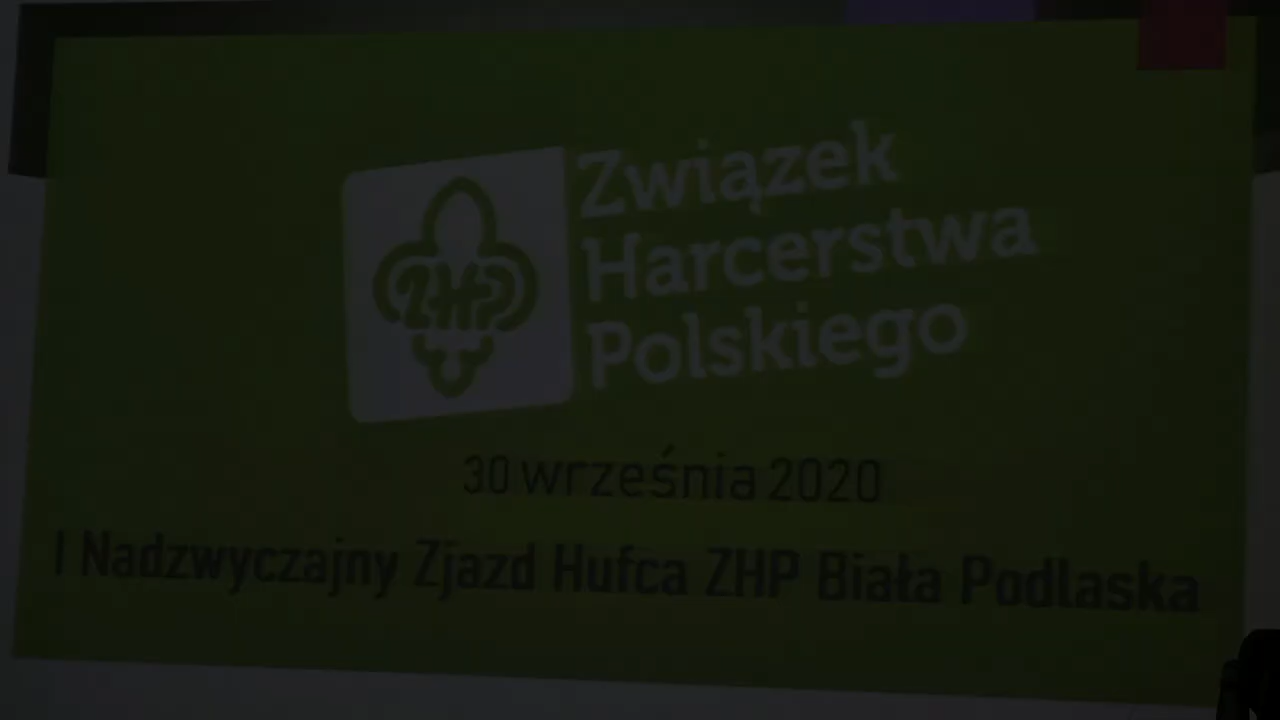 ZHP
Związek
Harcerstwa
Polskiego
30 września 2020
I Nadzwyczajny Zjazd Hufca ZHP Biała Podlaska